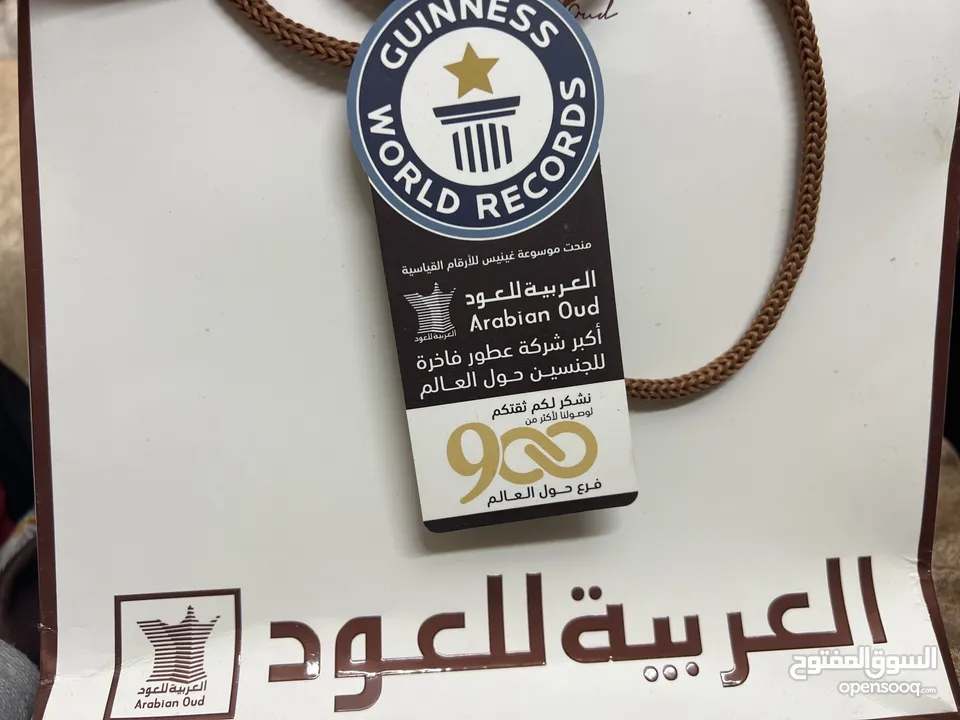 Oud
GUINNESS
WORLD RECORDS
منحت موسوعة غينيس للأرقام القياسية
العربية للعود
Arabian Oud
العربية للعود
أكبر شركة عطور فاخرة
للجنسين حول العالم
نشكر لكم ثقتكم
لوصولنا لأكثر من
900
فرع حول العالم
العربية للعود
العربية للعود
Arabian Oud
السوق المفتوح
opensooq.com